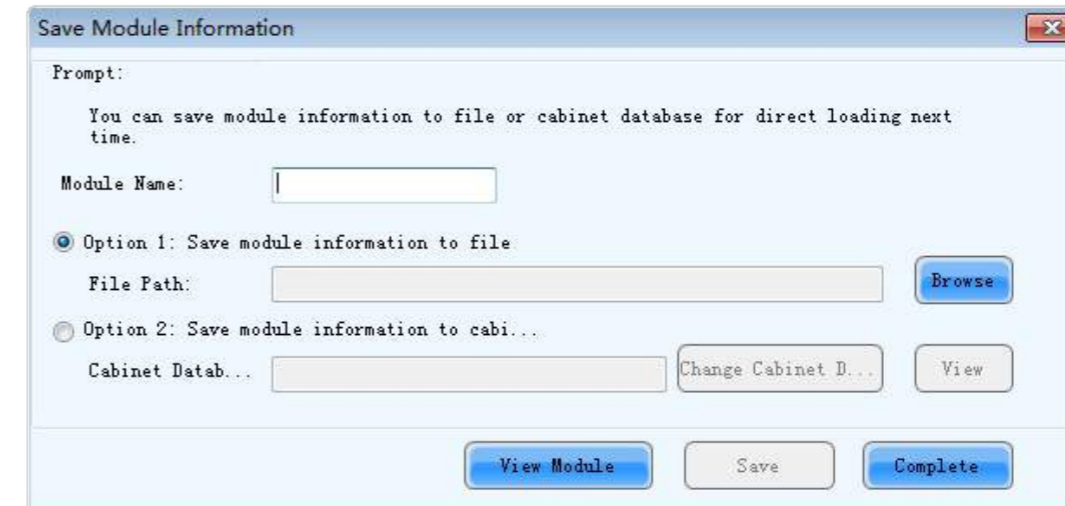 Save Module Information
Prompt:
You can save module information to file or cabinet database for direct loading next
time.
Module Name:
Option 1: Save module information to file
File Path:
Browse
Option 2: Save module information to cabi...
Cabinet Datab...
Change Cabinet D...
View
View Module
Save
Complete